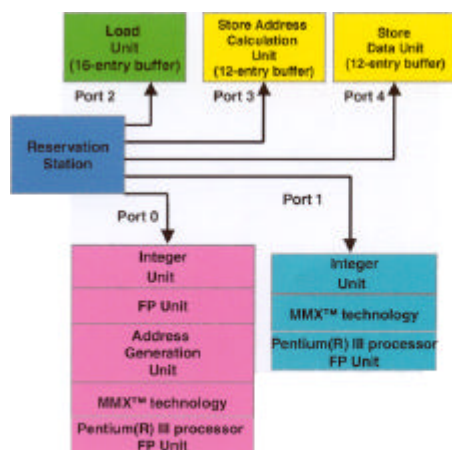 Load
Unit
(16-entry buffer)
Store Address
Calculation
Unit
(12-entry buffer)
Store
Data Unit
(12-entry buffer)
Port 2
Port 3
Port 4
Reservation
Station
Port 0
Port 1
Integer
Unit
FP Unit
Address
Generation
Unit
MMX™ technology
Pentium(R) III processor
FP Unit
Integer
Unit
MMX™ technology
Pentium(R) III processor
FP Unit